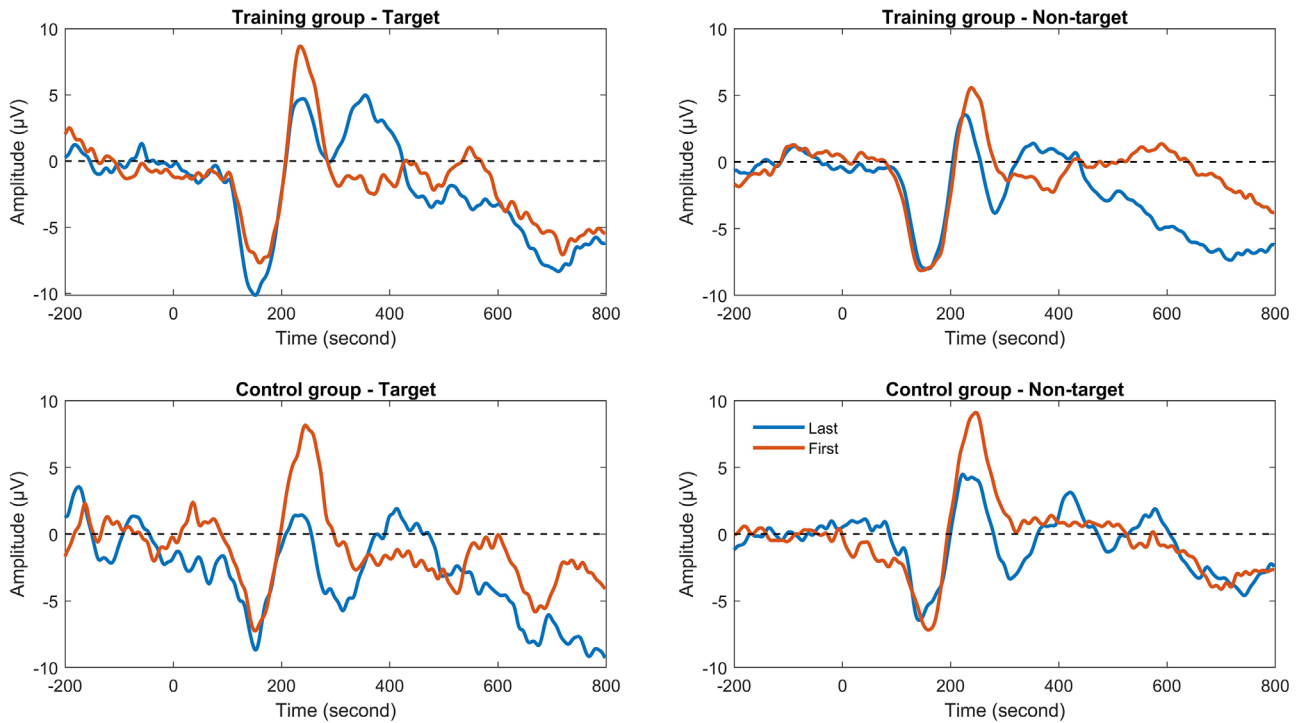 Training group - Target
10
5
0
-5
-10
Amplitude (µV)
-200 0 200 400 600 800
Time (second)
Training group - Non-target
10
5
0
-5
-10
Amplitude (µV)
-200 0 200 400 600 800
Time (second)
Control group - Target
10
5
0
-5
-10
Amplitude (µV)
-200 0 200 400 600 800
Time (second)
Control group - Non-target
Last
First
10
5
0
-5
-10
Amplitude (µV)
-200 0 200 400 600 800
Time (second)